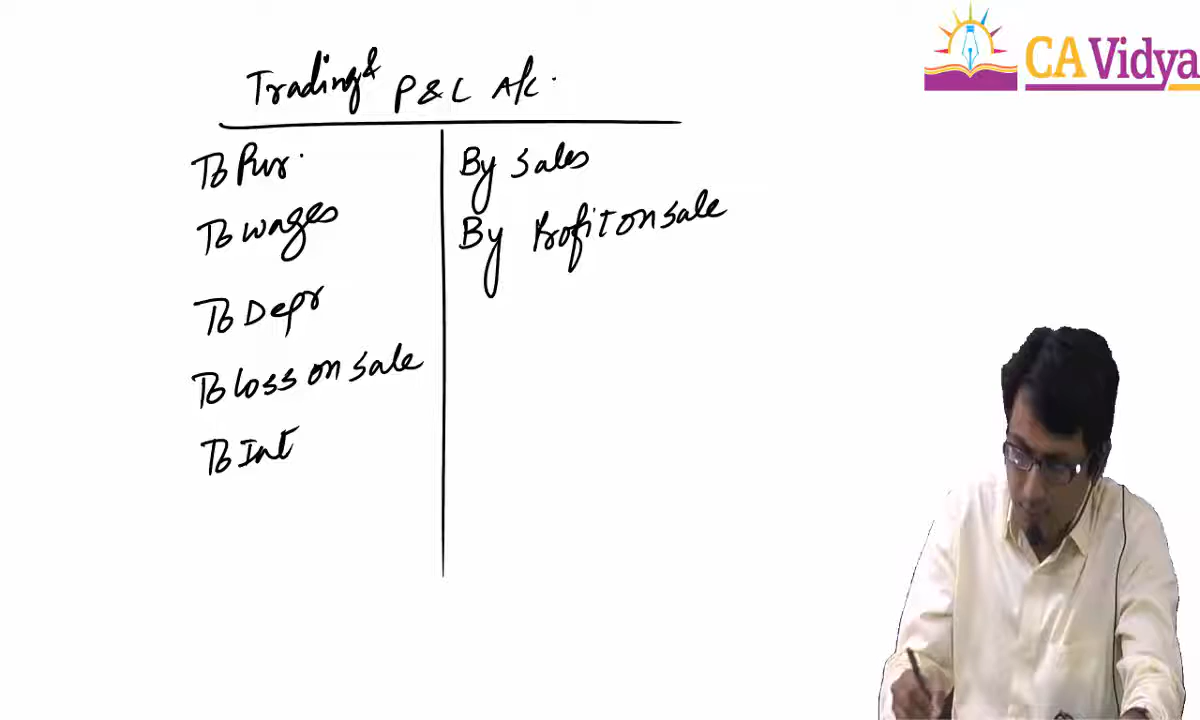 Trading &
P & L A/c.
To Pur.
To wages
To Depr
To Loss on sale
To Int
By Sales
By Profit on sale
CA Vidya